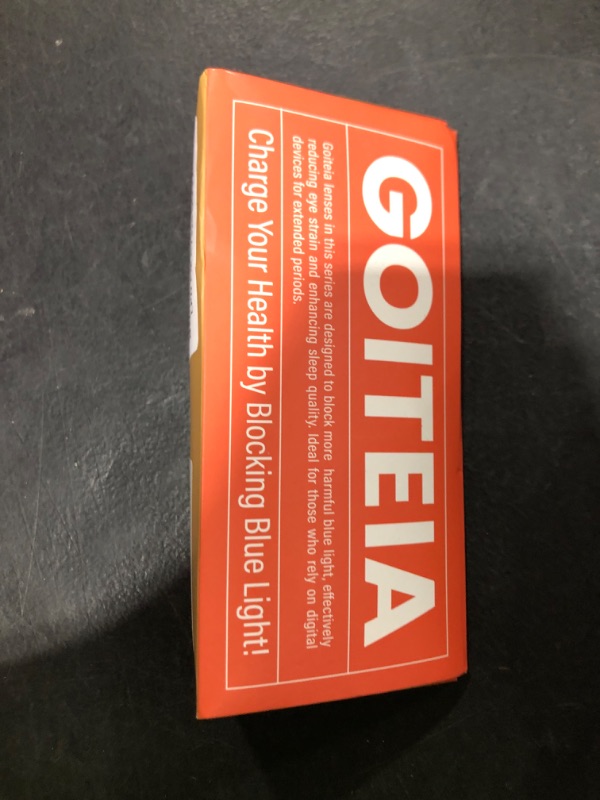 GOITEIA
Goiteia lenses in this series are designed to block more harmful blue light, effectively
reducing eye strain and enhancing sleep quality. Ideal for those who rely on digital
devices for extended periods.
Charge Your Health by Blocking Blue Light!